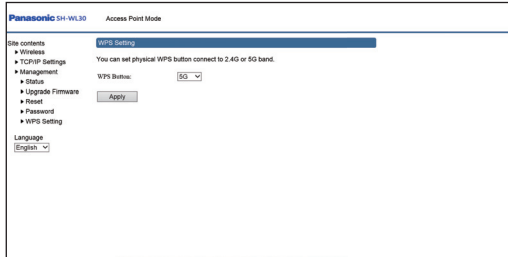 Panasonic SH-WL30 Access Point Mode
Site contents
Wireless
TCP/IP Settings
Management
Status
Upgrade Firmware
Reset
Password
WPS Setting
Language
English
WPS Setting
You can set physical WPS button connect to 2.4G or 5G band.
WPS Button: 5G
Apply